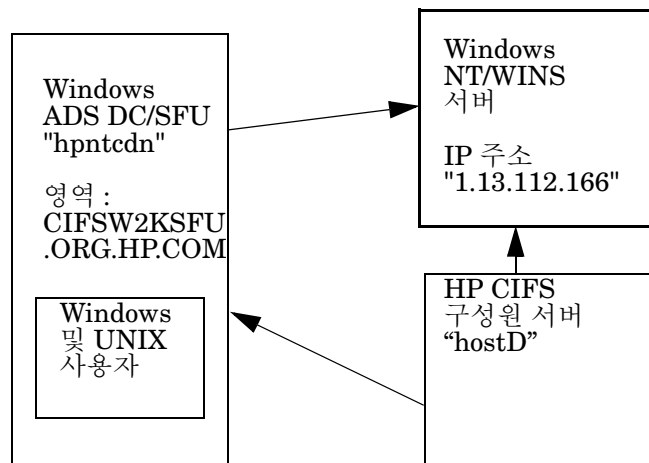 Windows
ADS DC/SFU
"hpntcdn"
영역 :
CIFSW2KSFU
.ORG.HP.COM
Windows
및 UNIX
사용자
Windows
NT/WINS
서버
IP 주소
"1.13.112.166"
HP CIFS
구성원 서버
“hostD”